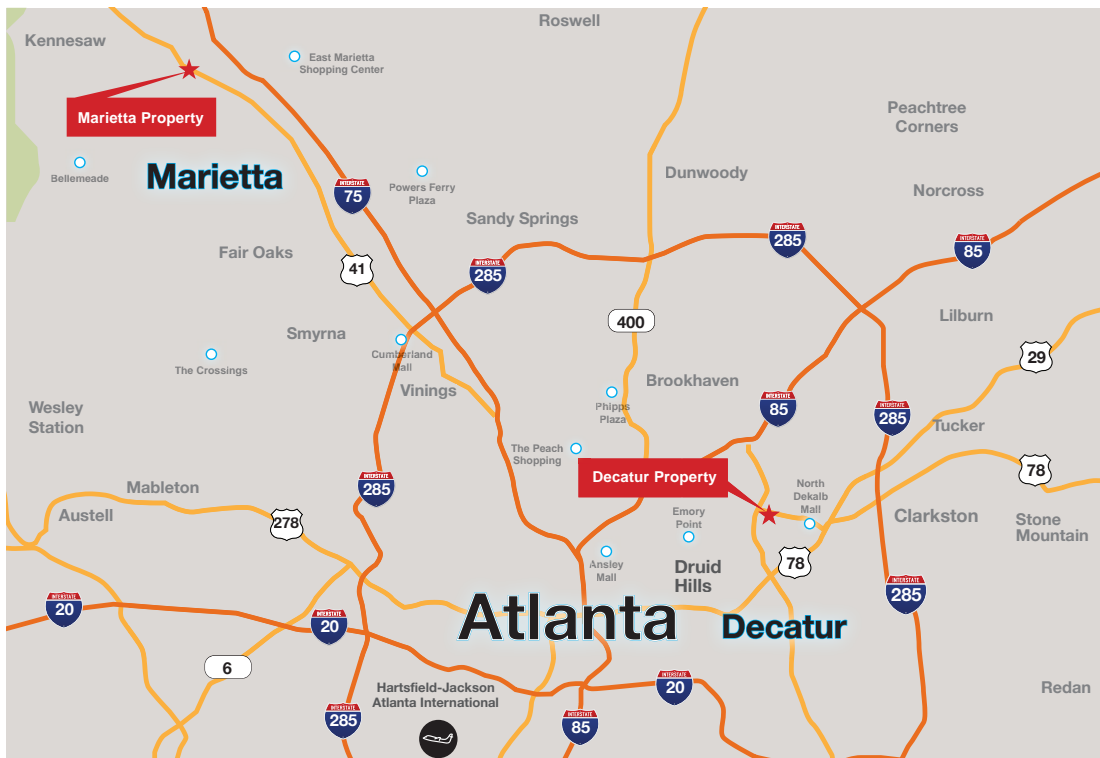 Roswell
Kennesaw
East Marietta
Shopping Center
Marietta Property
Peachtree
Corners
Bellemeade
Marietta
Powers Ferry
Plaza
Dunwoody
Norcross
INTERSTATE
75
Sandy Springs
INTERSTATE
285
INTERSTATE
85
Fair Oaks
41
INTERSTATE
285
Lilburn
400
Smyrna
Cumberland
Mall
The Crossings
29
Vinings
Brookhaven
Phipps
Plaza
INTERSTATE
85
INTERSTATE
285
Wesley
Station
Tucker
The Peach
Shopping
Decatur Property
78
INTERSTATE
285
Mableton
North
Dekalb
Mall
Austell
278
Emory
Point
Clarkston
Stone
Mountain
Ansley
Mall
Druid
Hills
78
INTERSTATE
20
INTERSTATE
285
INTERSTATE
20
Atlanta
Decatur
6
Hartsfield-Jackson
Atlanta International
INTERSTATE
20
Redan
INTERSTATE
285
INTERSTATE
85